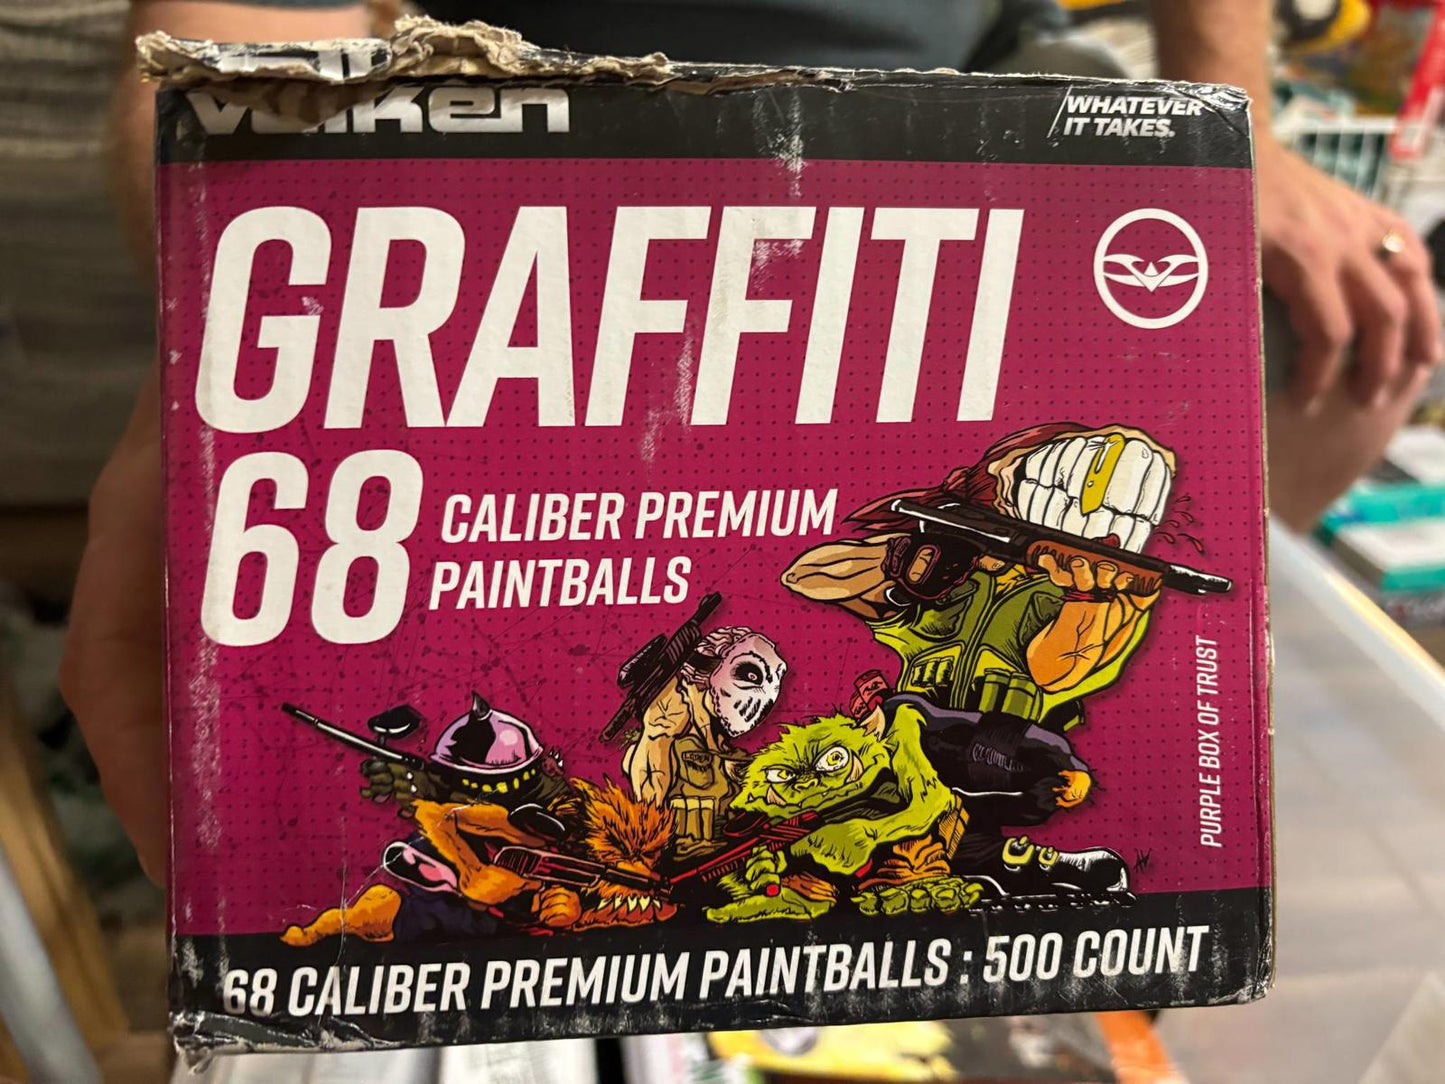 Valken
WHATEVER
IT TAKES.
GRAFFITI
68
CALIBER PREMIUM
PAINTBALLS
PURPLE BOX OF TRUST
68 CALIBER PREMIUM PAINTBALLS : 500 COUNT